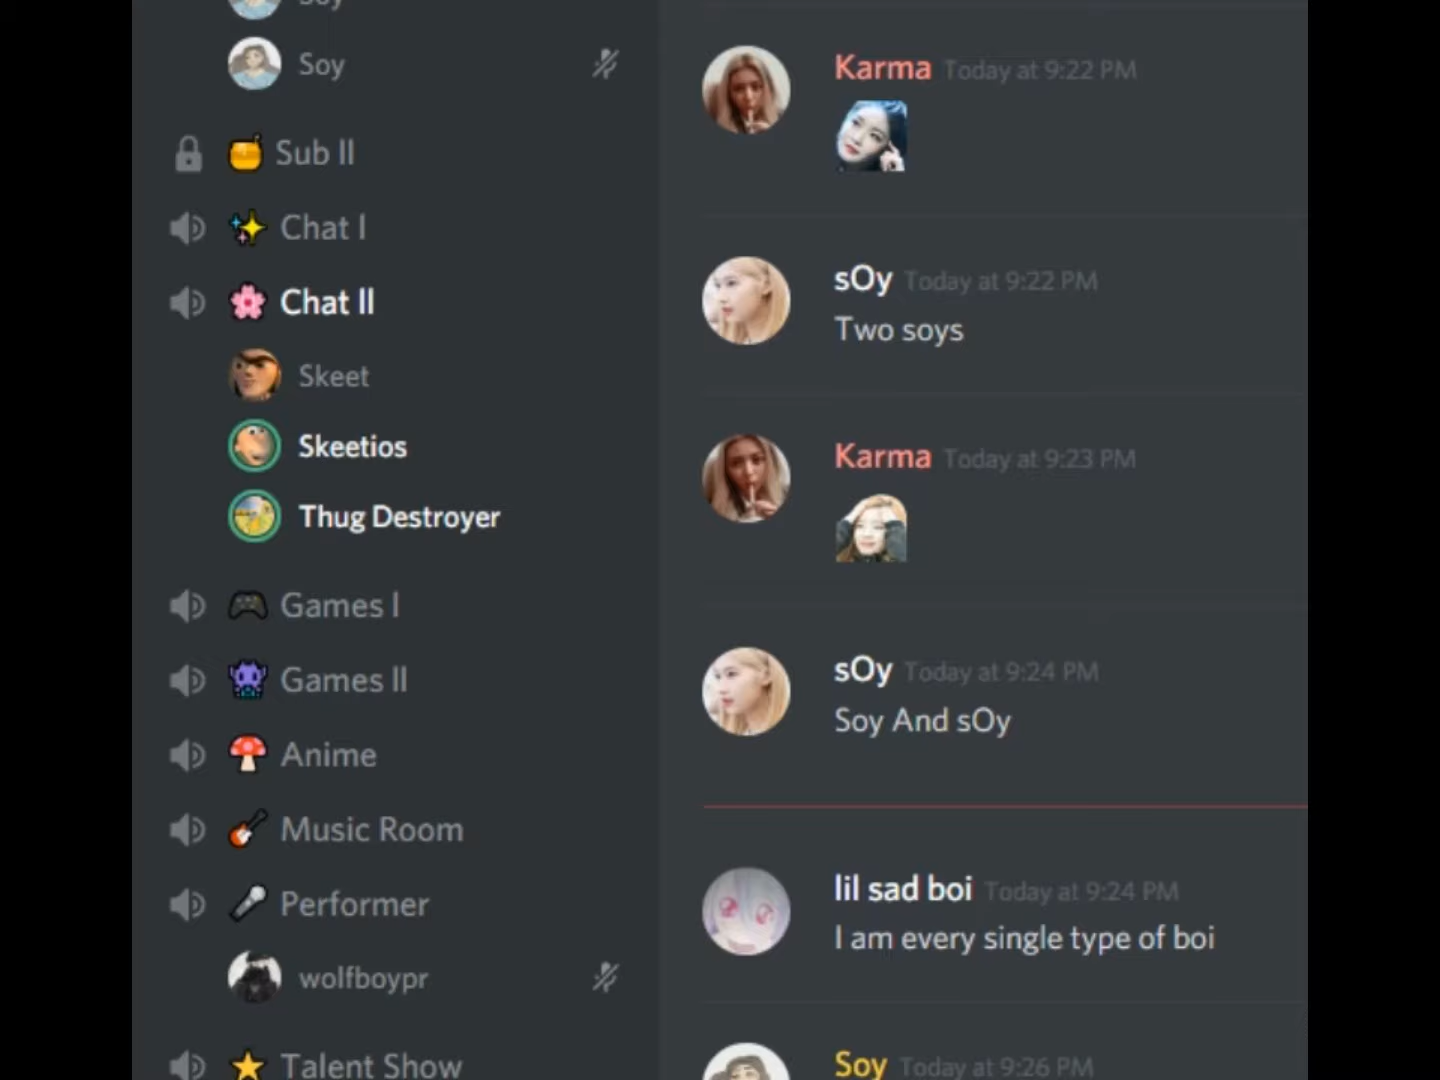 Soy
Soy
Sub II
Chat I
Chat II
Skeet
Skeetios
Thug Destroyer
Games I
Games II
Anime
Music Room
Performer
wolfboypr
Talent Show
Karma Today at 9:22 PM
sOy Today at 9:22 PM
Two soys
Karma Today at 9:23 PM
sOy Today at 9:24 PM
Soy And sOy
lil sad boi Today at 9:24 PM
I am every single type of boi
Soy Today at 9:26 PM